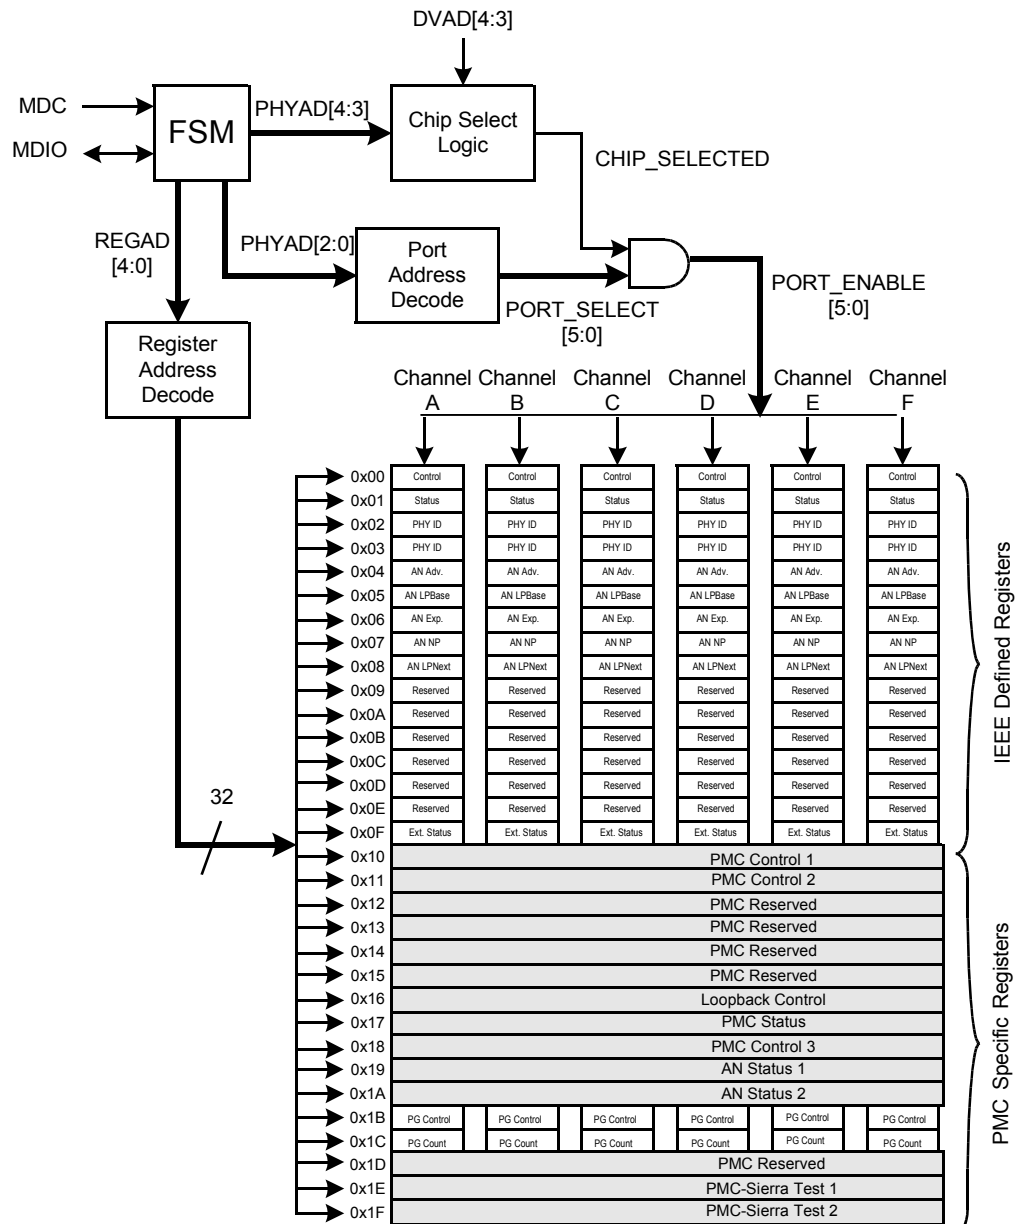 DVAD[4:3]
MDC
MDIO
FSM
PHYAD[4:3]
Chip Select
Logic
CHIP_SELECTED
REGAD
[4:0]
PHYAD[2:0]
Port
Address
Decode
PORT_SELECT
[5:0]
PORT_ENABLE
[5:0]
Register
Address
Decode
Channel Channel Channel Channel Channel Channel
A B C D E F
0x00 Control Control Control Control Control Control
0x01 Status Status Status Status Status Status
0x02 PHY ID PHY ID PHY ID PHY ID PHY ID PHY ID
0x03 PHY ID PHY ID PHY ID PHY ID PHY ID PHY ID
0x04 AN Adv. AN Adv. AN Adv. AN Adv. AN Adv. AN Adv.
0x05 AN LPBase AN LPBase AN LPBase AN LPBase AN LPBase AN LPBase
0x06 AN Exp. AN Exp. AN Exp. AN Exp. AN Exp. AN Exp.
0x07 AN NP AN NP AN NP AN NP AN NP AN NP
0x08 AN LPNext AN LPNext AN LPNext AN LPNext AN LPNext AN LPNext
0x09 Reserved Reserved Reserved Reserved Reserved Reserved
0x0A Reserved Reserved Reserved Reserved Reserved Reserved
0x0B Reserved Reserved Reserved Reserved Reserved Reserved
0x0C Reserved Reserved Reserved Reserved Reserved Reserved
0x0D Reserved Reserved Reserved Reserved Reserved Reserved
0x0E Reserved Reserved Reserved Reserved Reserved Reserved
0x0F Ext. Status Ext. Status Ext. Status Ext. Status Ext. Status Ext. Status
IEEE Defined Registers
32
0x10 PMC Control 1
0x11 PMC Control 2
0x12 PMC Reserved
0x13 PMC Reserved
0x14 PMC Reserved
0x15 PMC Reserved
0x16 Loopback Control
0x17 PMC Status
0x18 PMC Control 3
0x19 AN Status 1
0x1A AN Status 2
0x1B PG Control PG Control PG Control PG Control PG Control PG Control
0x1C PG Count PG Count PG Count PG Count PG Count PG Count
0x1D PMC Reserved
0x1E PMC-Sierra Test 1
0x1F PMC-Sierra Test 2
PMC Specific Registers